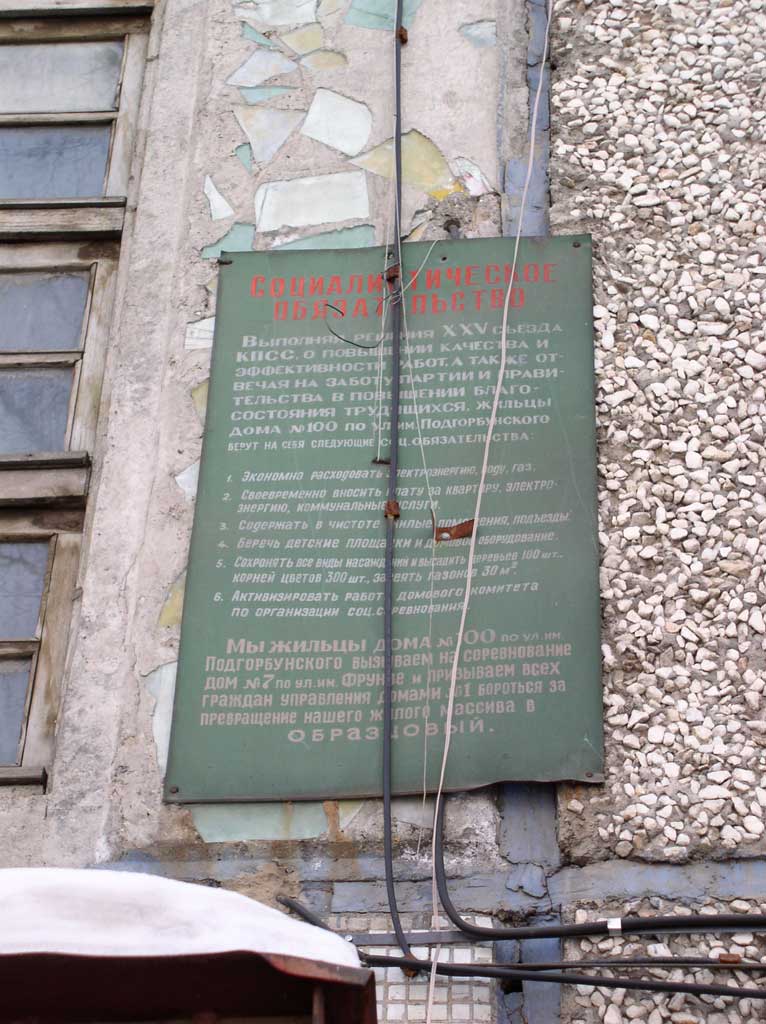 СОЦИАЛИСТИЧЕСКОЕ
ОБЯЗАТЕЛЬСТВО
Выполняя решения XXV съезда
КПСС, о повышении качества и
эффективности работ, а также от-
вечая на заботу партии и прави-
тельства в повышении благо-
состояния трудящихся, жильцы
дома №100 по ул.им. Подгорбунского
берут на себя следующие соц.обязательства:
1. Экономно расходовать электроэнергию, воду, газ.
2. Своевременно вносить плату за квартиру, электро-
энергию, коммунальные услуги.
3. Содержать в чистоте жилые помещения, подъезды.
4. Беречь детские площадки и домовое оборудование.
5. Сохронять все виды насаждений и высадить деревьев 100 шт.,
корней цветов 300 шт., засеять газонов 30 м².
6. Активизировать работу домового комитета
по организации соц.соревнования.
Мы жильцы дома №100 по ул.им.
Подгорбунского вызываем на соревнование
дом №7 по ул.им. Фрунзе и призываем всех
граждан управления домами №1 бороться за
превращение нашего жилого массива в
ОБРАЗЦОВЫЙ.